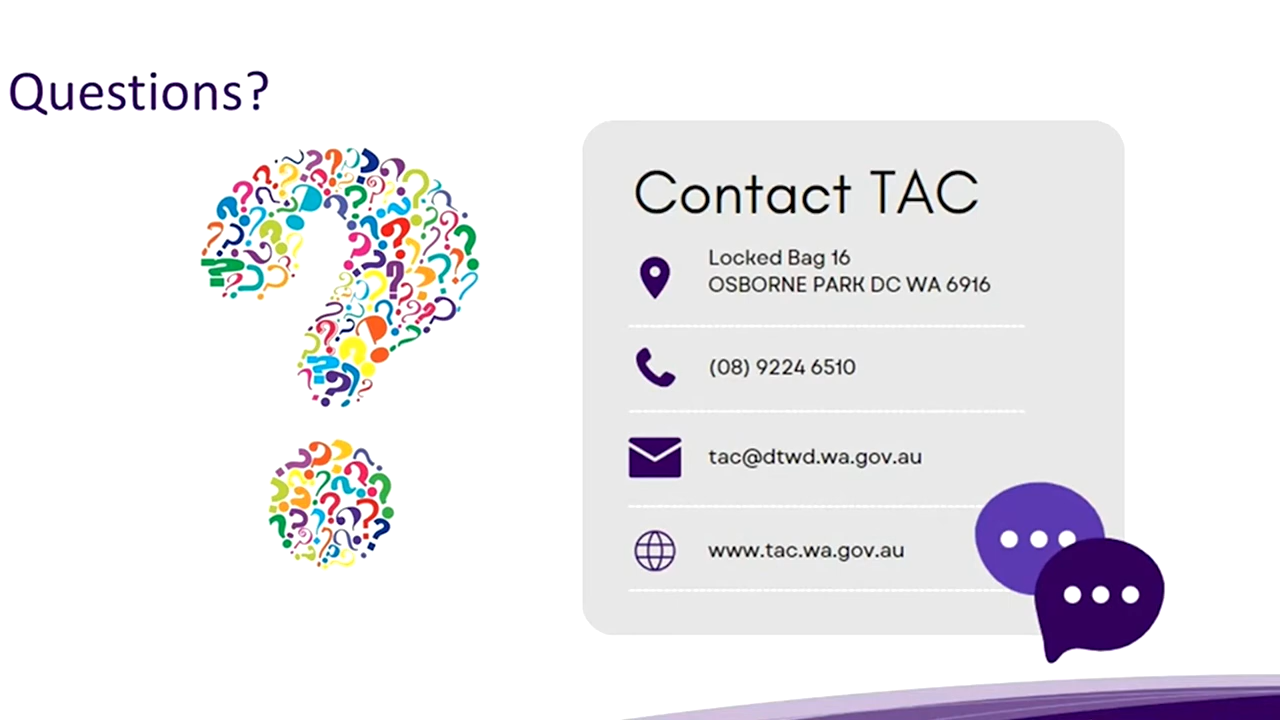 Questions?
Contact TAC
Locked Bag 16
OSBORNE PARK DC WA 6916
(08) 9224 6510
tac@dtwd.wa.gov.au
www.tac.wa.gov.au